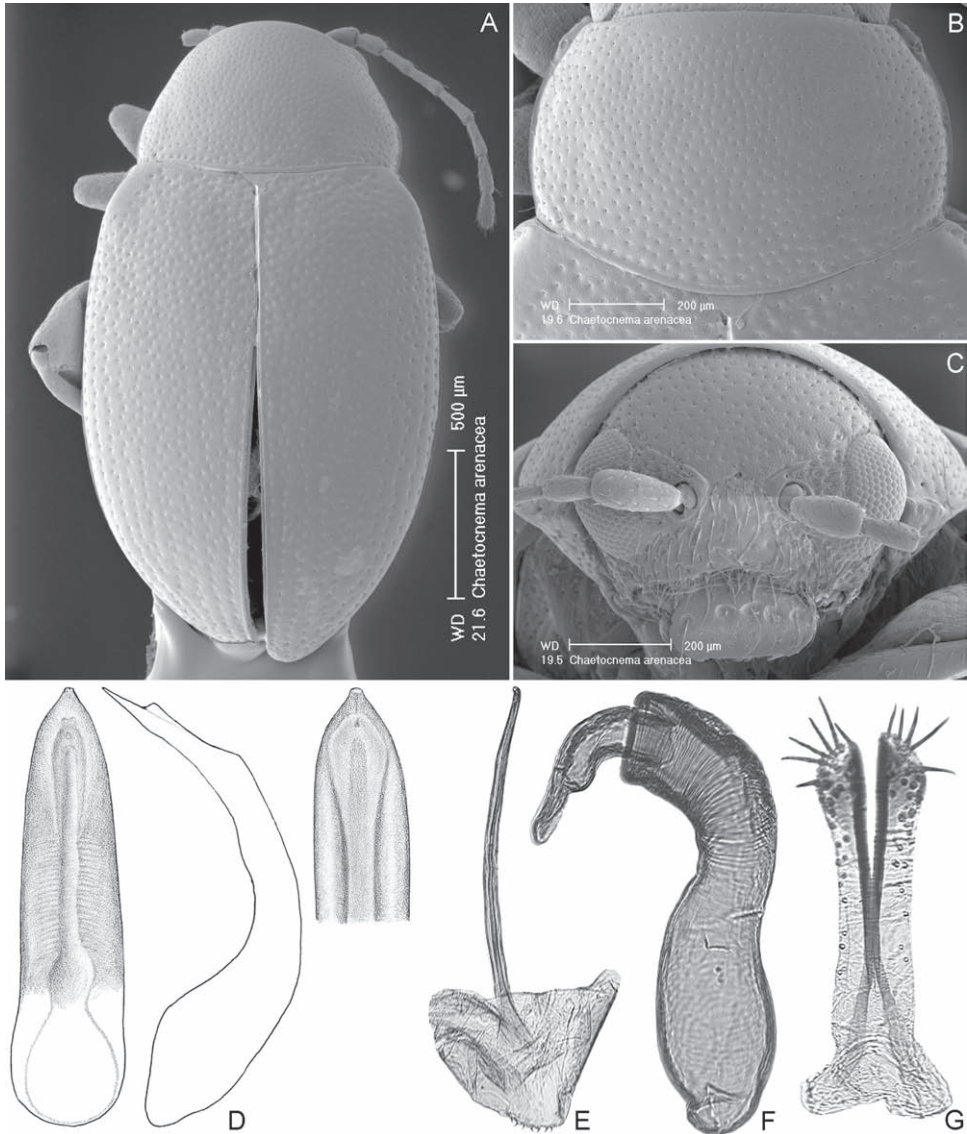 A
WD 500 µm
21.6 Chaetocnema arenacea
B
WD 200 µm
19.6 Chaetocnema arenacea
C
WD 200 µm
19.5 Chaetocnema arenacea
D
E
F
G